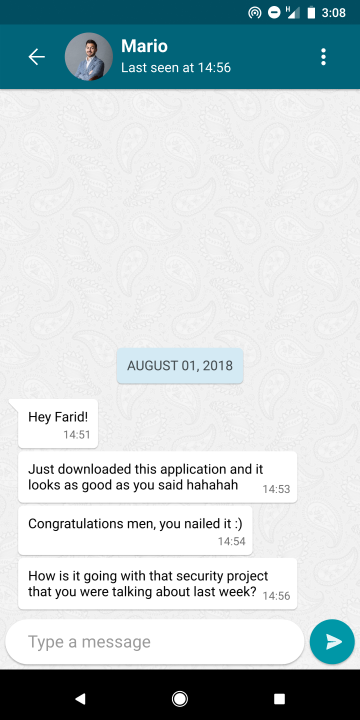 H 3:08
Mario
Last seen at 14:56
AUGUST 01, 2018
Hey Farid!
14:51
Just downloaded this application and it
looks as good as you said hahahah 14:53
Congratulations men, you nailed it :)
14:54
How is it going with that security project
that you were talking about last week? 14:56
Type a message